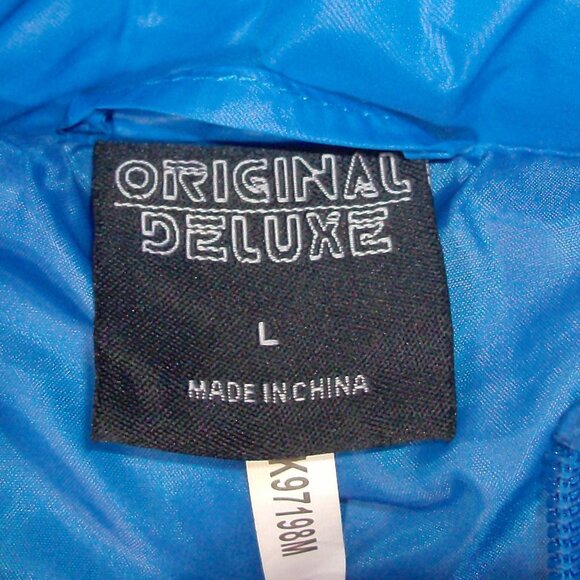 ORIGINAL
DELUXE
L
MADE IN CHINA
K97198M